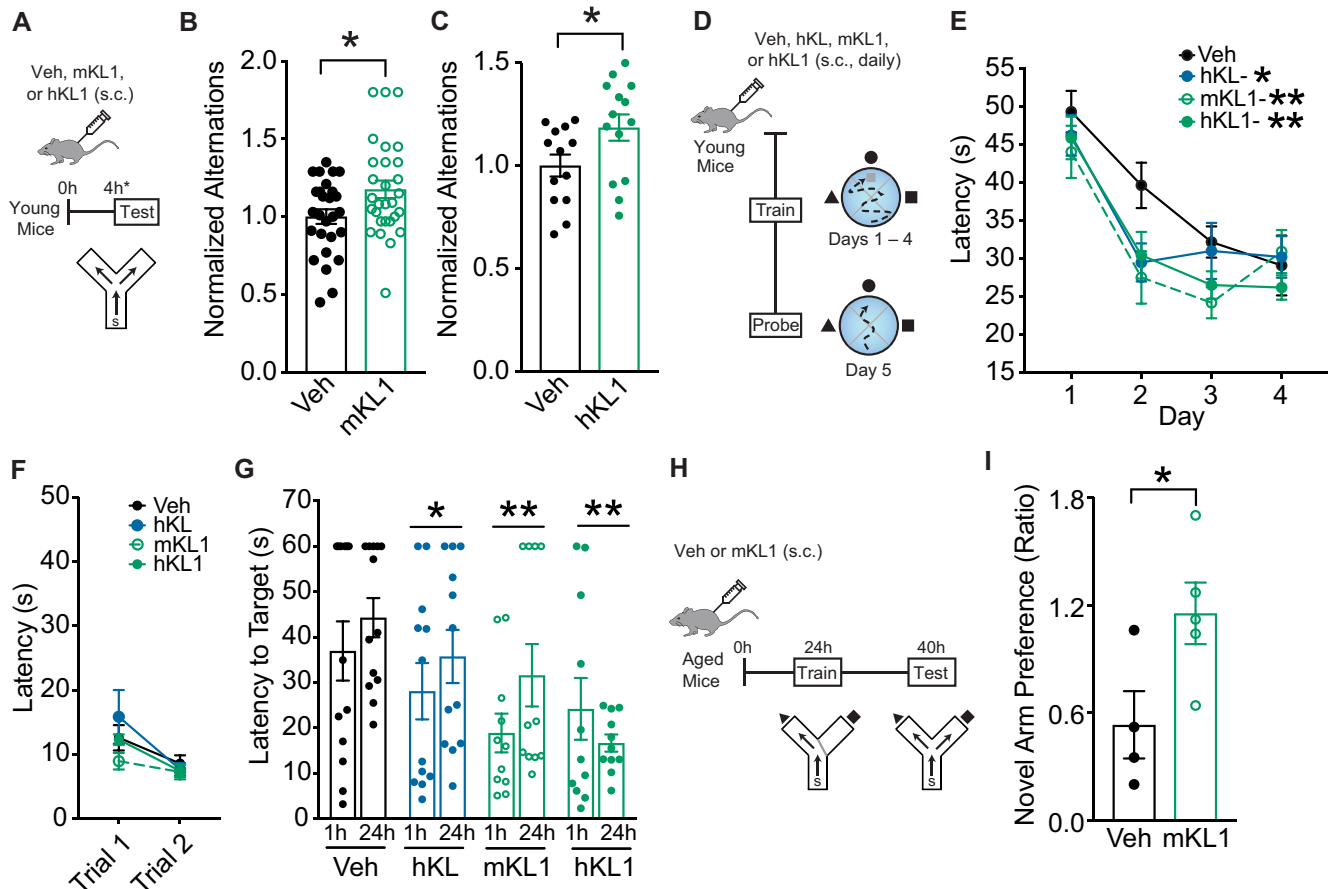 A
Veh, mKL1,
or hKL1 (s.c.)
0h
4h*
Young
Mice
Test
s
B
*
Normalized Alternations
2.0
1.5
1.0
0.5
0.0
Veh
mKL1
C
*
Normalized Alternations
1.5
1.0
0.5
0.0
Veh
hKL1
D
Veh, hKL, mKL1,
or hKL1 (s.c., daily)
Young
Mice
Train
Days 1 – 4
Probe
Day 5
E
Veh
hKL-*
mKL1-**
hKL1-**
Latency (s)
55
50
45
40
35
30
25
20
15
1 2 3 4
Day
F
Veh
hKL
mKL1
hKL1
Latency (s)
50
40
30
20
10
0
Trial 1
Trial 2
G
* ** **
Latency to Target (s)
70
60
50
40
30
20
10
0
1h 24h 1h 24h 1h 24h 1h 24h
Veh hKL mKL1 hKL1
H
Veh or mKL1 (s.c.)
Aged
Mice
0h
24h
40h
Train
Test
s
s
I
*
Novel Arm Preference (Ratio)
1.8
1.2
0.6
0.0
Veh mKL1